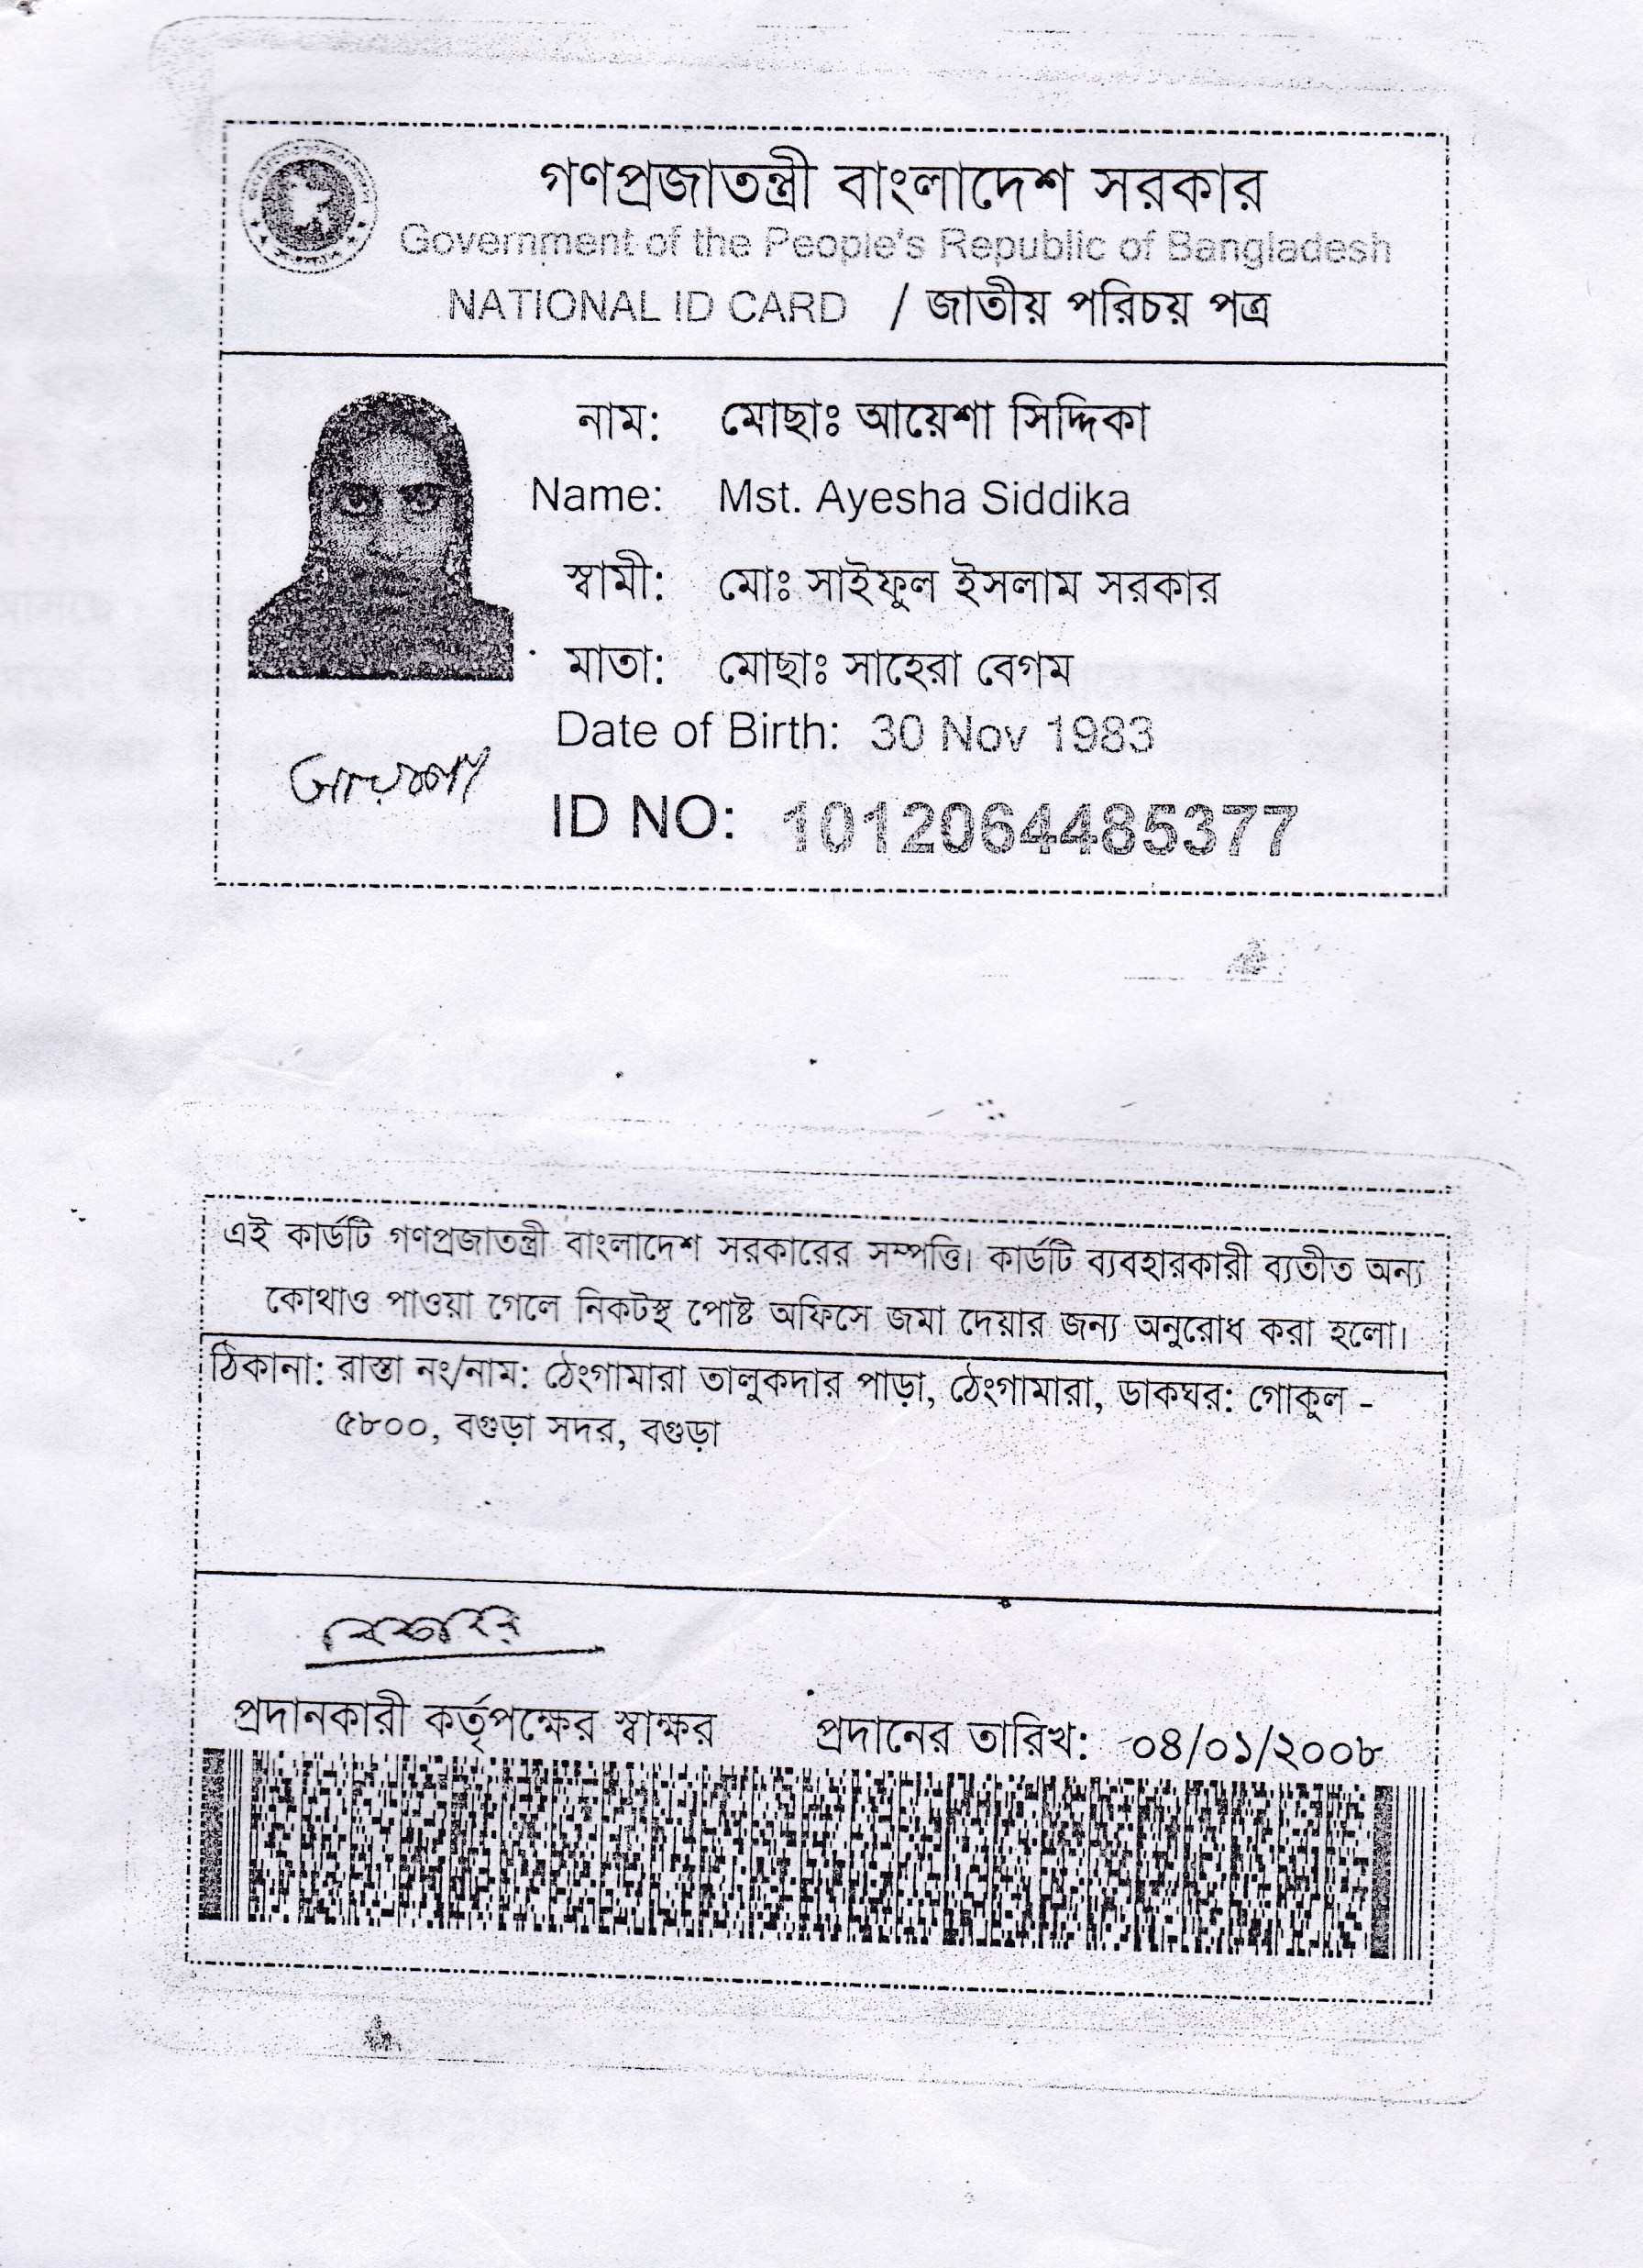 গণপ্রজাতন্ত্রী বাংলাদেশ সরকার
Government of the People's Republic of Bangladesh
NATIONAL ID CARD / জাতীয় পরিচয় পত্র
নাম: মোছাঃ আয়েশা সিদ্দিকা
Name: Mst. Ayesha Siddika
স্বামী: মোঃ সাইফুল ইসলাম সরকার
মাতা: মোছাঃ সাহেরা বেগম
Date of Birth: 30 Nov 1983
আয়েশা
ID NO: 1012064485377
এই কার্ডটি গণপ্রজাতন্ত্রী বাংলাদেশ সরকারের সম্পত্তি। কার্ডটি ব্যবহারকারী ব্যতীত অন্য
কোথাও পাওয়া গেলে নিকটস্থ পোষ্ট অফিসে জমা দেয়ার জন্য অনুরোধ করা হলো।
ঠিকানা: রাস্তা নং/নাম: ঠেংগামারা তালুকদার পাড়া, ঠেংগামারা, ডাকঘর: গোকুল -
৫৮০০, বগুড়া সদর, বগুড়া
প্রদানকারী কর্তৃপক্ষের স্বাক্ষর প্রদানের তারিখ: ০৪/০১/২০০৮